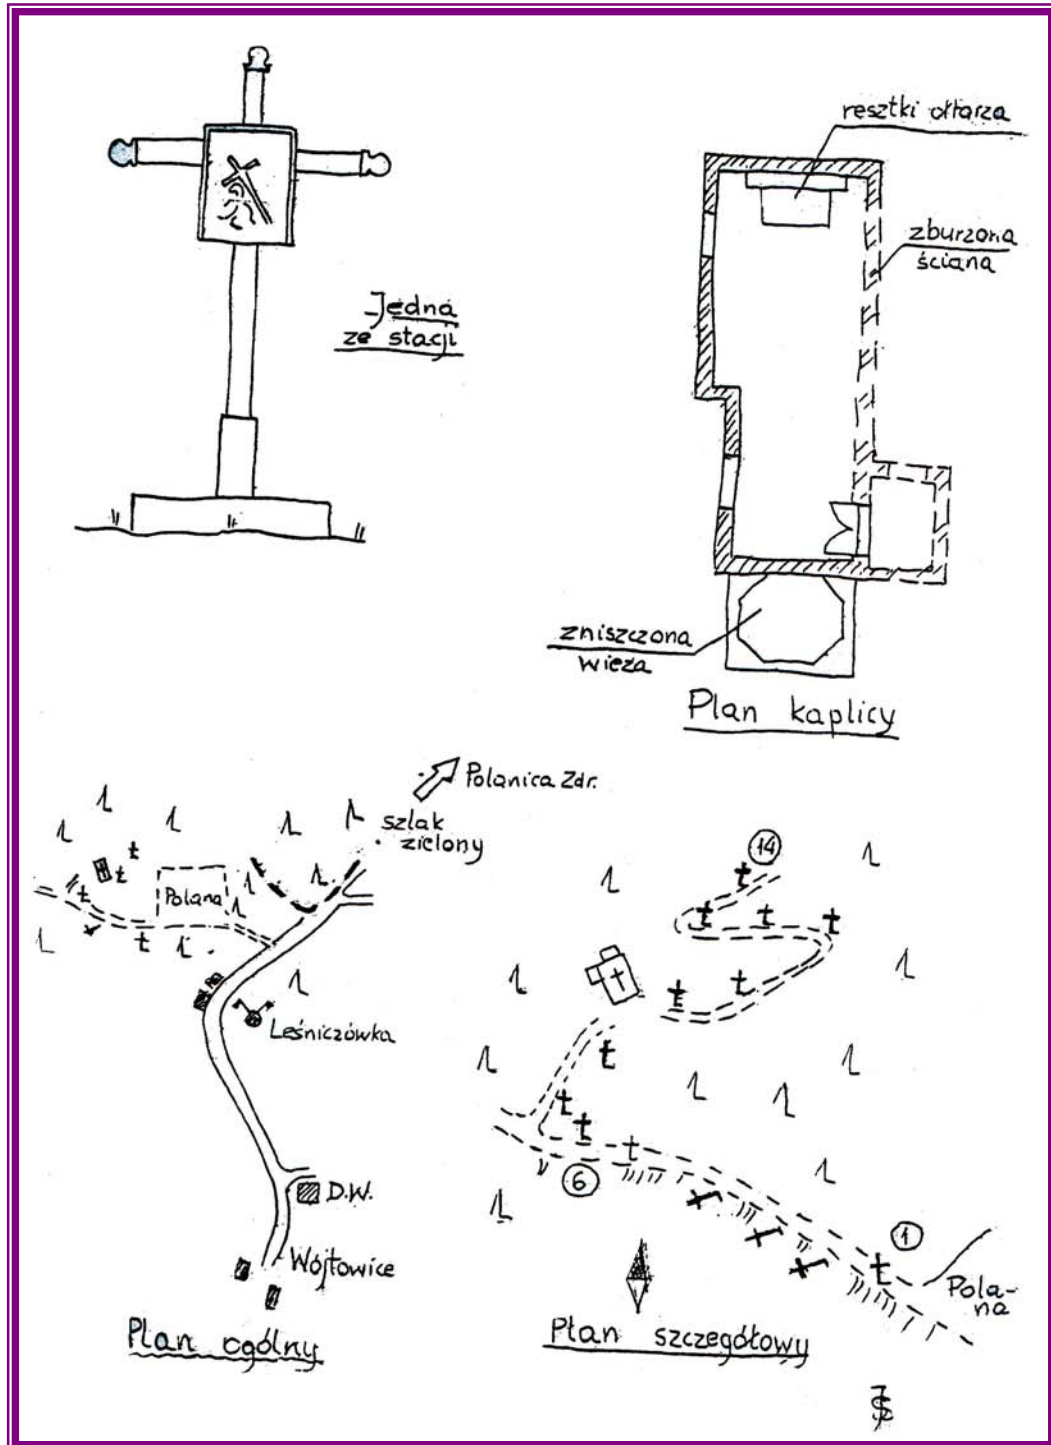 resztki ołtarza
zburzona
ściana
Jedna
ze stacji
zniszczona
wieża
Plan kaplicy
Polanica Zdr.
szlak
zielony
Polana
Leśniczówka
D.W.
Wójtowice
Plan ogólny
14
6
1
Pola-
na
Plan szczegółowy